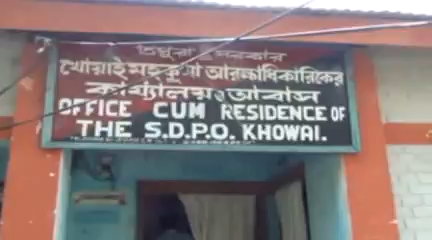 ত্রিপুরা সরকার
খোয়াই মহকুমা আরক্ষাধিকারিকের
কার্য্যালয় ও আবাস
OFFICE CUM RESIDENCE OF
THE S.D.P.O. KHOWAI.